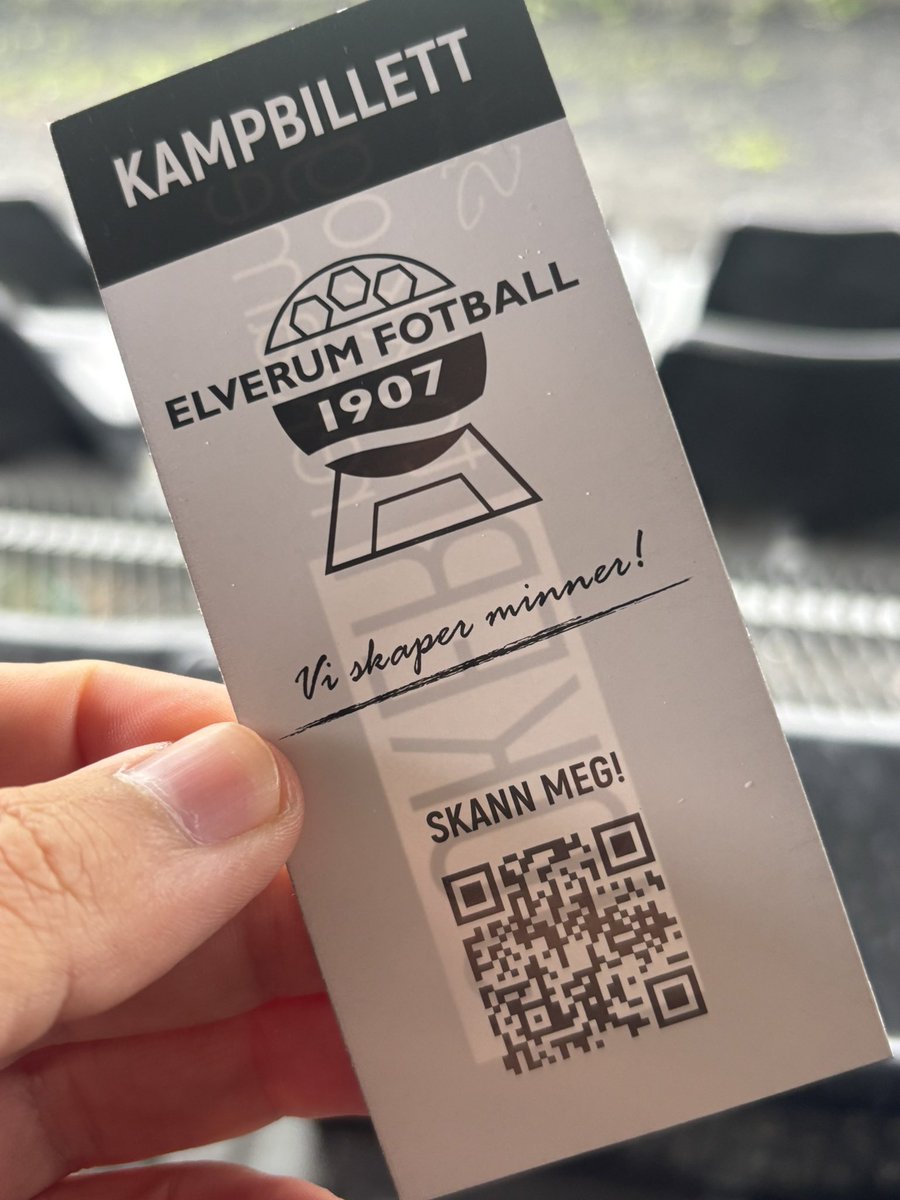 KAMPBILLETT
ELVERUM FOTBALL
1907
Vi skaper minner!
SKANN MEG!